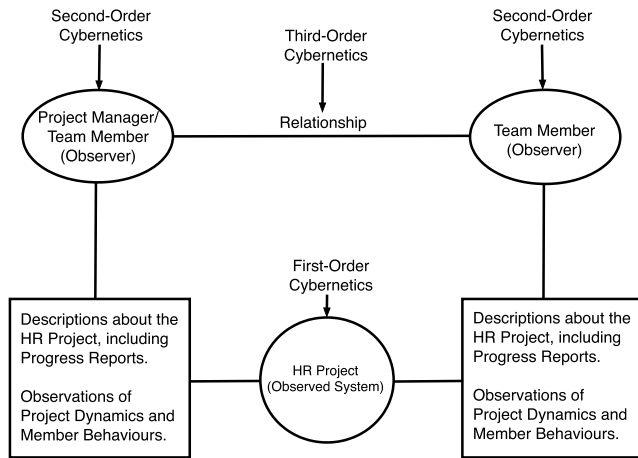 Second-Order
Cybernetics
Third-Order
Cybernetics
Second-Order
Cybernetics
Project Manager/
Team Member
(Observer)
Relationship
Team Member
(Observer)
First-Order
Cybernetics
Descriptions about the
HR Project, including
Progress Reports.
Observations of
Project Dynamics and
Member Behaviours.
HR Project
(Observed System)
Descriptions about the
HR Project, including
Progress Reports.
Observations of
Project Dynamics and
Member Behaviours.